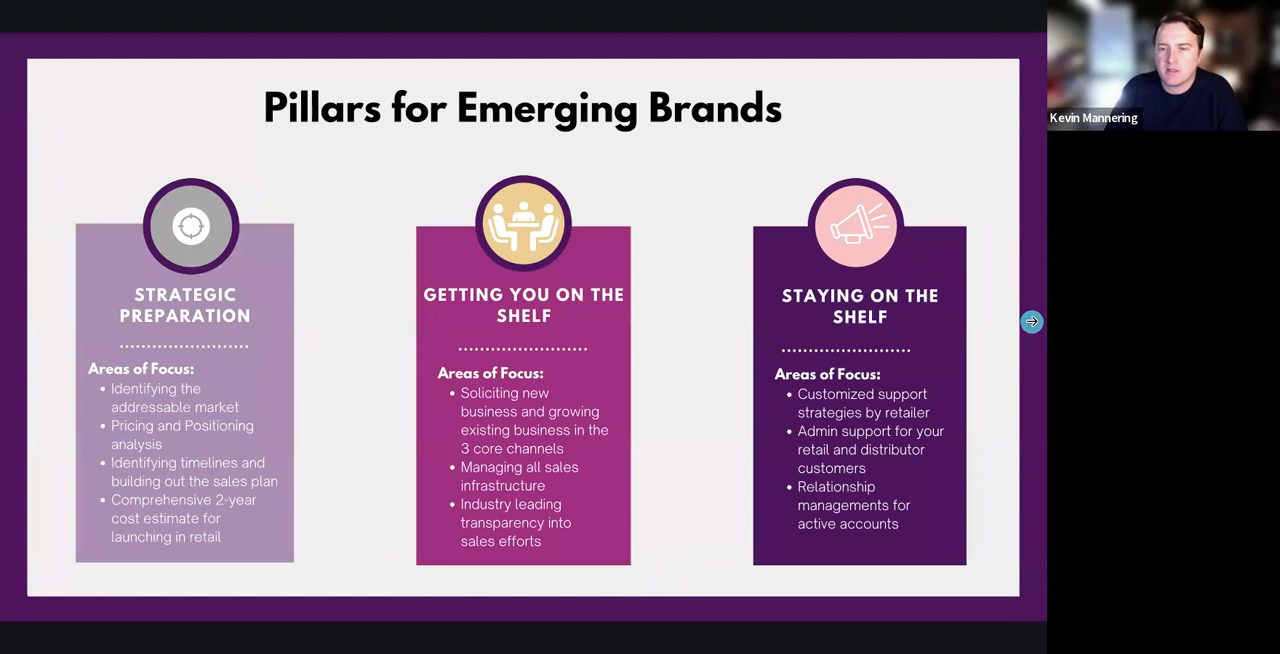 Pillars for Emerging Brands
STRATEGIC
PREPARATION
Areas of Focus:
• Identifying the
addressable market
• Pricing and Positioning
analysis
• Identifying timelines and
building out the sales plan
• Comprehensive 2-year
cost estimate for
launching in retail
GETTING YOU ON THE
SHELF
Areas of Focus:
• Soliciting new
business and growing
existing business in the
3 core channels
• Managing all sales
infrastructure
• Industry leading
transparency into
sales efforts
STAYING ON THE
SHELF
Areas of Focus:
• Customized support
strategies by retailer
• Admin support for your
retail and distributor
customers
• Relationship
managements for
active accounts
Kevin Mannering